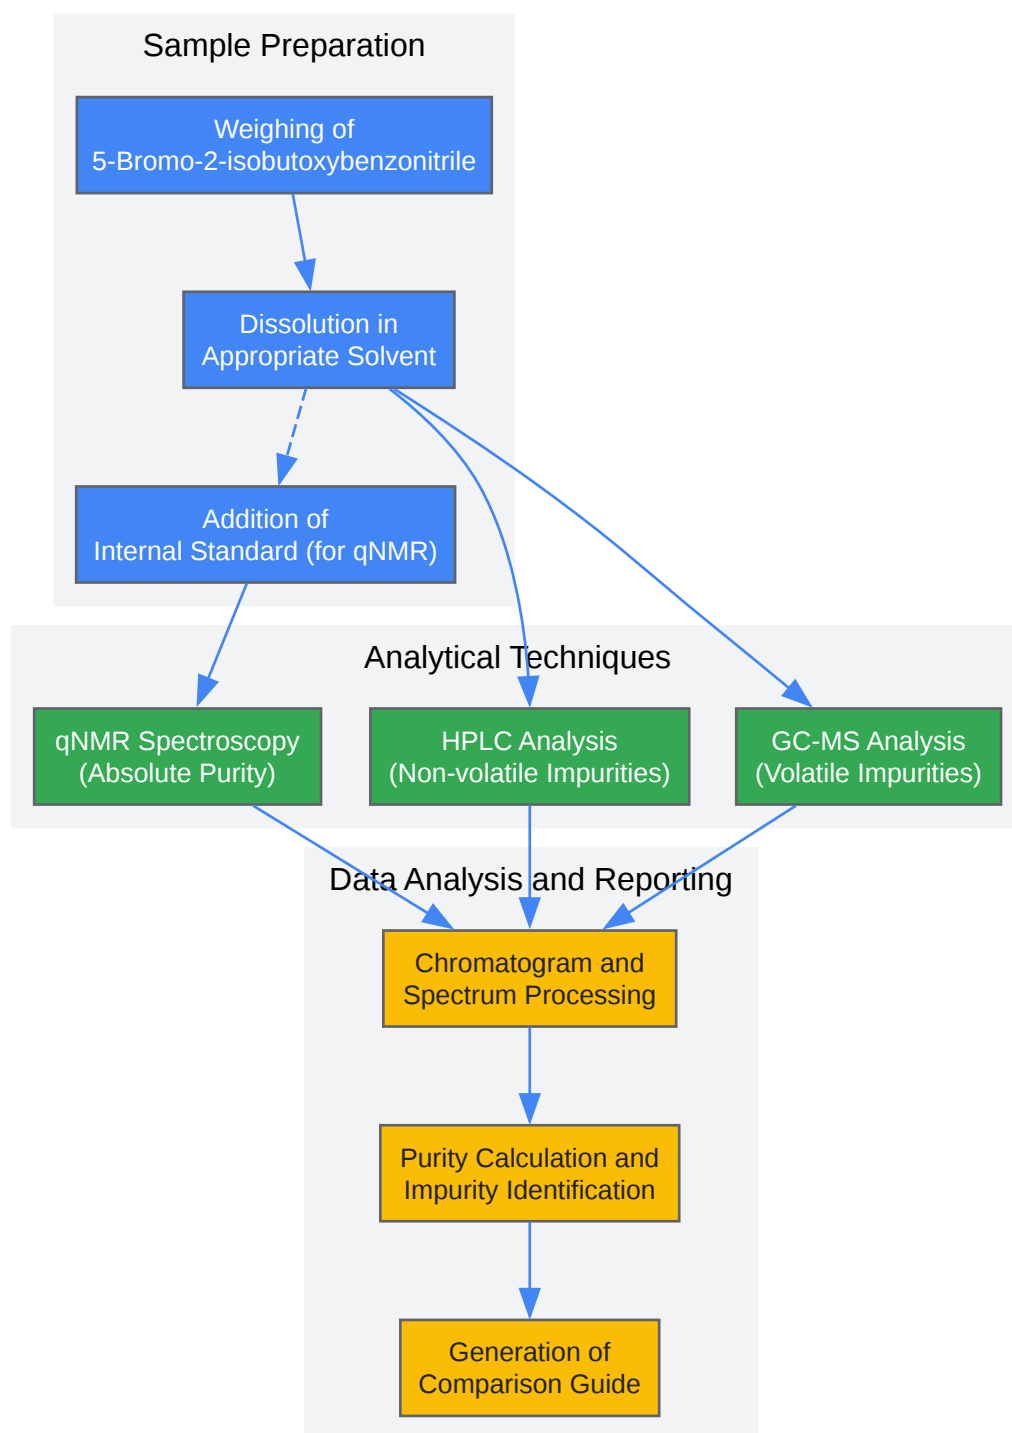 Sample Preparation
Weighing of
5-Bromo-2-isobutoxybenzonitrile
Dissolution in
Appropriate Solvent
Addition of
Internal Standard (for qNMR)
Analytical Techniques
qNMR Spectroscopy
(Absolute Purity)
HPLC Analysis
(Non-volatile Impurities)
GC-MS Analysis
(Volatile Impurities)
Data Analysis and Reporting
Chromatogram and
Spectrum Processing
Purity Calculation and
Impurity Identification
Generation of
Comparison Guide